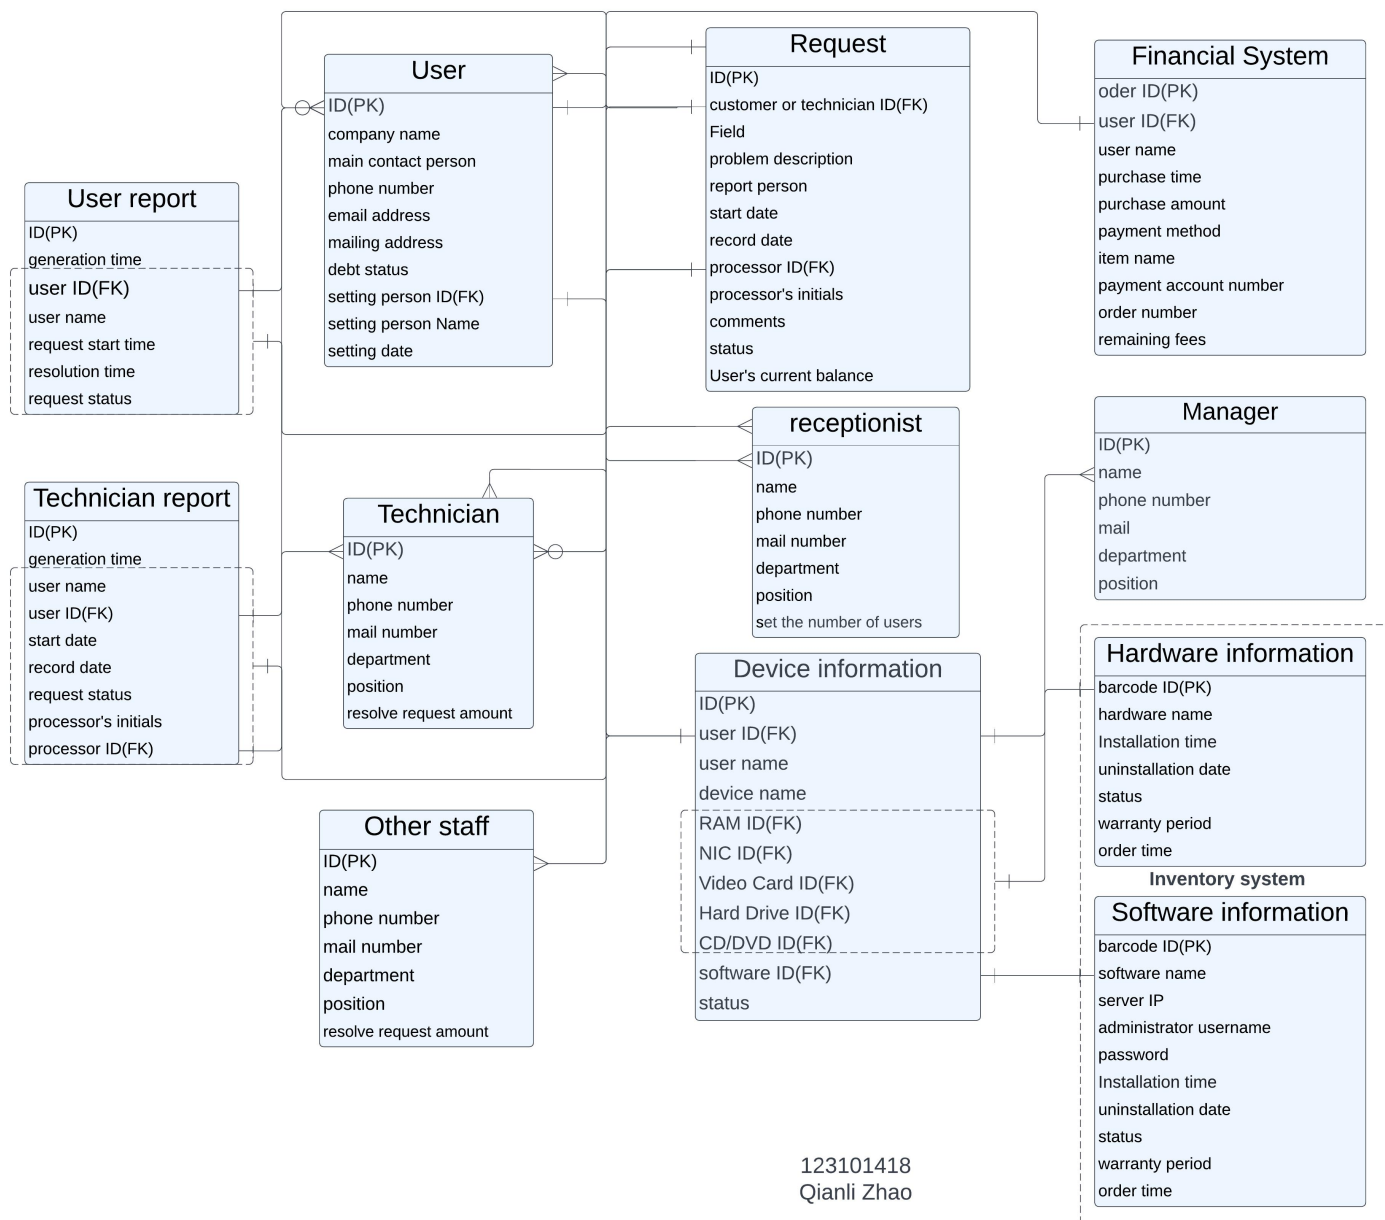 User
ID(PK)
company name
main contact person
phone number
email address
mailing address
debt status
setting person ID(FK)
setting person Name
setting date
Request
ID(PK)
customer or technician ID(FK)
Field
problem description
report person
start date
record date
processor ID(FK)
processor's initials
comments
status
User's current balance
Financial System
oder ID(PK)
user ID(FK)
user name
purchase time
purchase amount
payment method
item name
payment account number
order number
remaining fees
User report
ID(PK)
generation time
user ID(FK)
user name
request start time
resolution time
request status
receptionist
ID(PK)
name
phone number
mail number
department
position
set the number of users
Manager
ID(PK)
name
phone number
mail
department
position
Technician report
ID(PK)
generation time
user name
user ID(FK)
start date
record date
request status
processor's initials
processor ID(FK)
Technician
ID(PK)
name
phone number
mail number
department
position
resolve request amount
Device information
ID(PK)
user ID(FK)
user name
device name
RAM ID(FK)
NIC ID(FK)
Video Card ID(FK)
Hard Drive ID(FK)
CD/DVD ID(FK)
software ID(FK)
status
Hardware information
barcode ID(PK)
hardware name
Installation time
uninstallation date
status
warranty period
order time
Inventory system
Other staff
ID(PK)
name
phone number
mail number
department
position
resolve request amount
Software information
barcode ID(PK)
software name
server IP
administrator username
password
Installation time
uninstallation date
status
warranty period
order time
123101418
Qianli Zhao